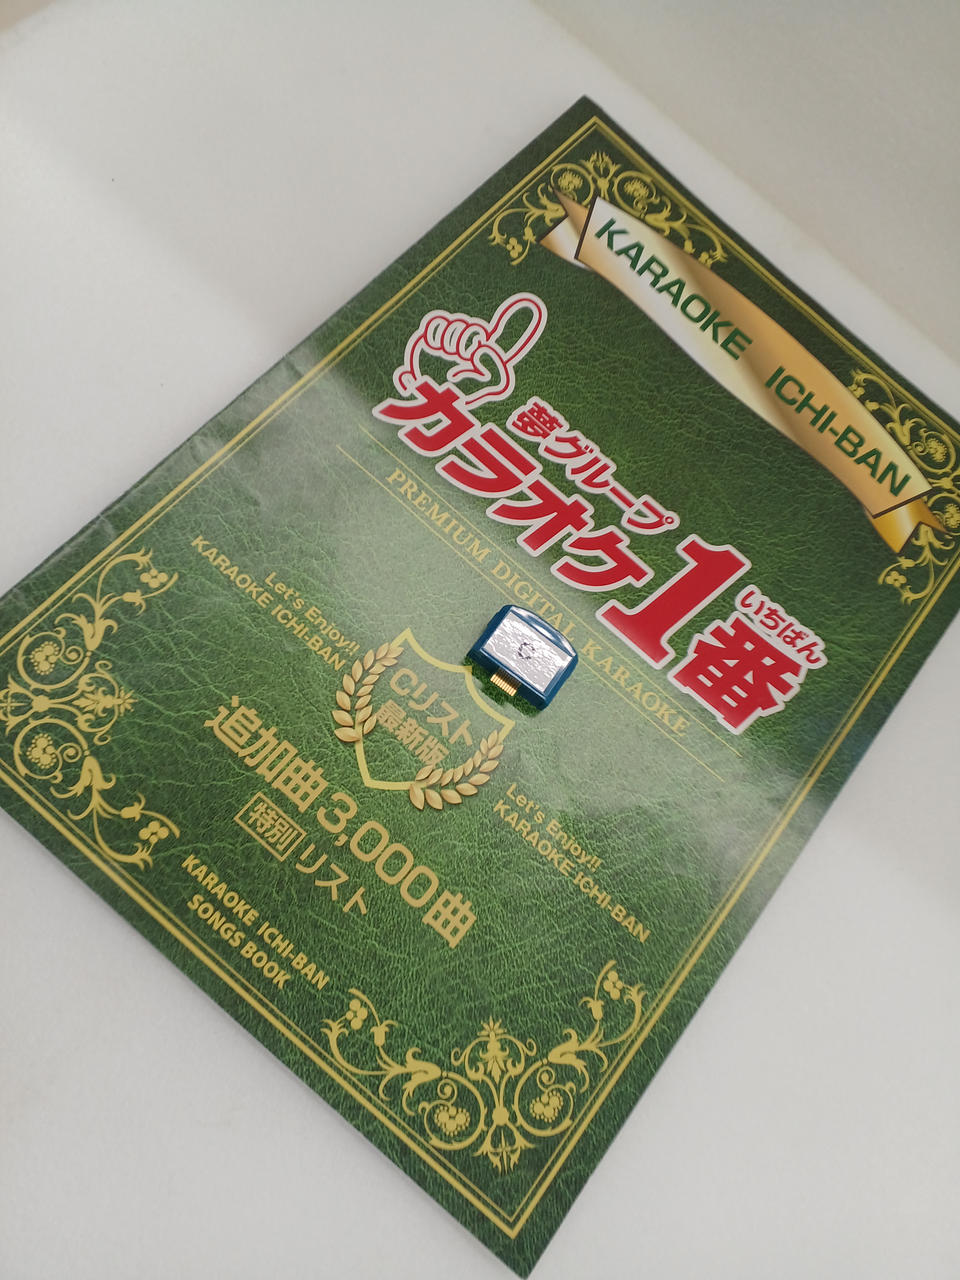 KARAOKE ICHI-BAN
夢グループ
カラオケ1番
いちばん
PREMIUM DIGITAL KARAOKE
Let's Enjoy!!
KARAOKE ICHI-BAN
Cリスト
最新版
Let's Enjoy!!
KARAOKE ICHI-BAN
追加曲3,000曲
特別リスト
KARAOKE ICHI-BAN
SONGS BOOK
C